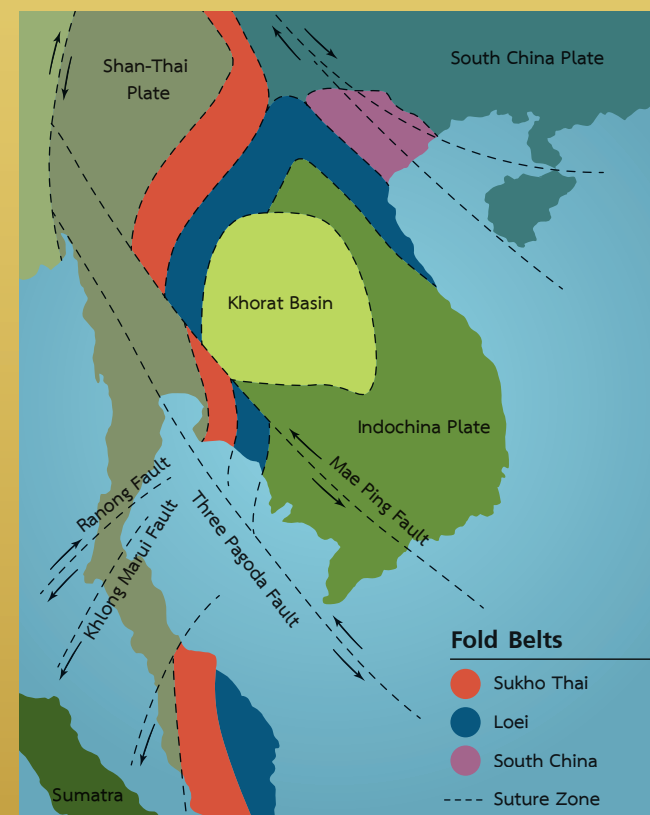 Shan-Thai
Plate
South China Plate
Khorat Basin
Indochina Plate
Mae Ping Fault
Ranong Fault
Khlong Marui Fault
Three Pagoda Fault
Fold Belts
Sukho Thai
Loei
South China
Suture Zone
Sumatra